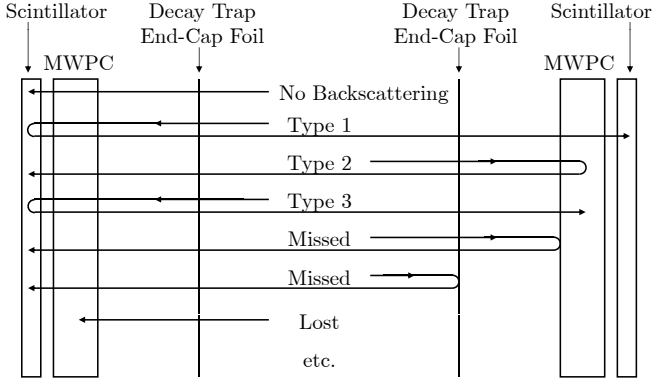 Scintillator
Decay Trap
End-Cap Foil
Decay Trap
End-Cap Foil
Scintillator
MWPC
MWPC
No Backscattering
Type 1
Type 2
Type 3
Missed
Missed
Lost
etc.